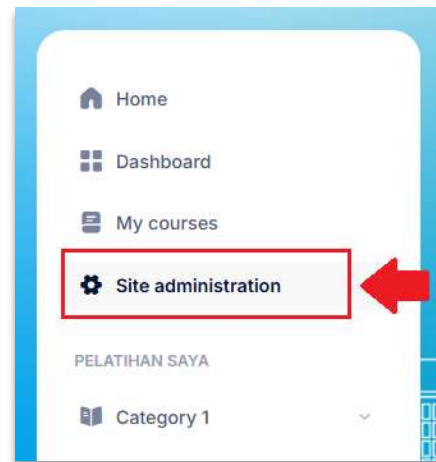 Home
Dashboard
My courses
Site administration
PELATIHAN SAYA
Category 1